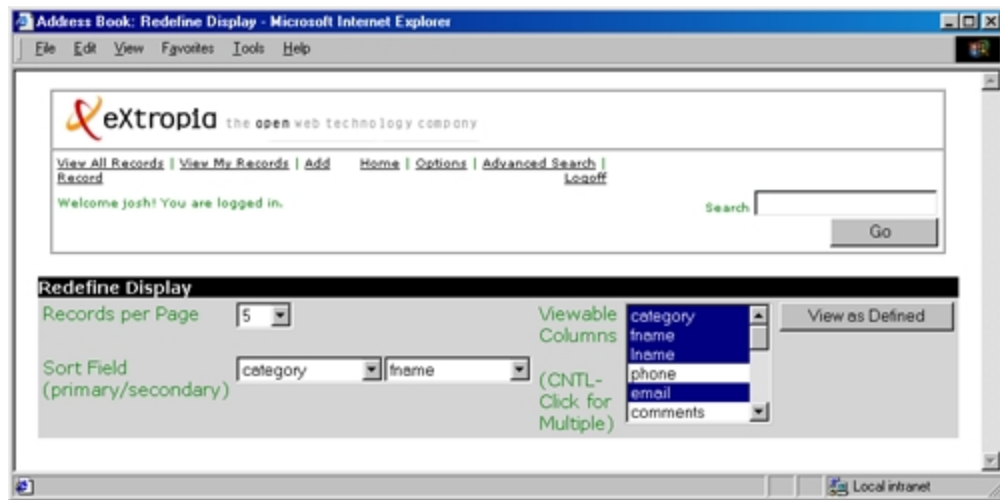 Address Book: Redefine Display - Microsoft Internet Explorer
File Edit View Favorites Tools Help
eXtropia the open web technology company
View All Records | View My Records | Add Record
Home | Options | Advanced Search | Logoff
Welcome josh! You are logged in.
Search
Go
Redefine Display
Records per Page 5
Sort Field
(primary/secondary) category fname
Viewable
Columns
(CNTL-
Click for
Multiple)
category
fname
lname
phone
email
comments
View as Defined
Local intranet